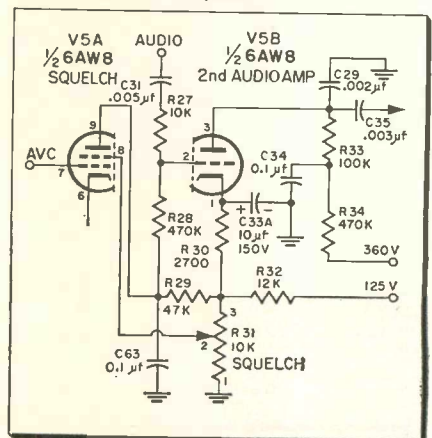 V5A
½ 6AW8
SQUELCH
AUDIO
V5B
½ 6AW8
2nd AUDIO AMP
C31
.005µf
R27
10K
C29
.002µf
C35
.003µf
9
8
7
6
AVC
3
2
1
C34
0.1µf
R33
100K
R28
470K
+ -
C33A
10µf
150V
R34
470K
R30
2700
360V
R32
12K
125V
R29
47K
C63
0.1µf
3
2
1
R31
10K
SQUELCH